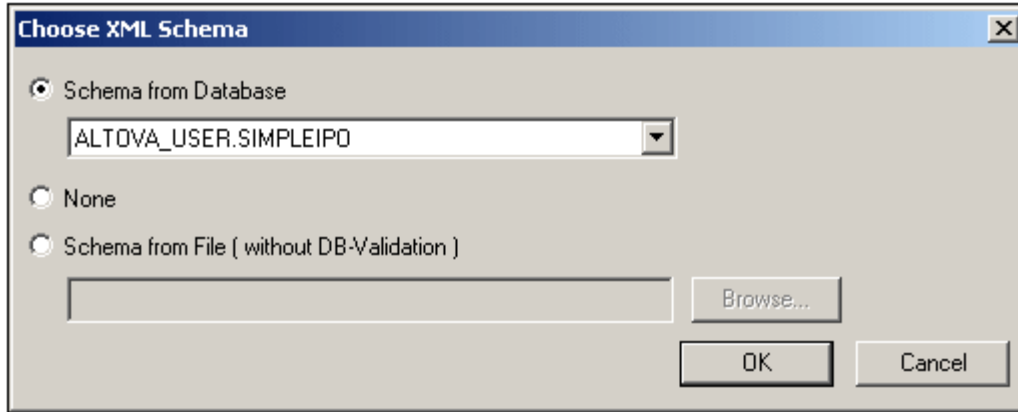 Choose XML Schema
Schema from Database
ALTOVA_USER.SIMPLEIPO
None
Schema from File ( without DB-Validation )
Browse...
OK Cancel